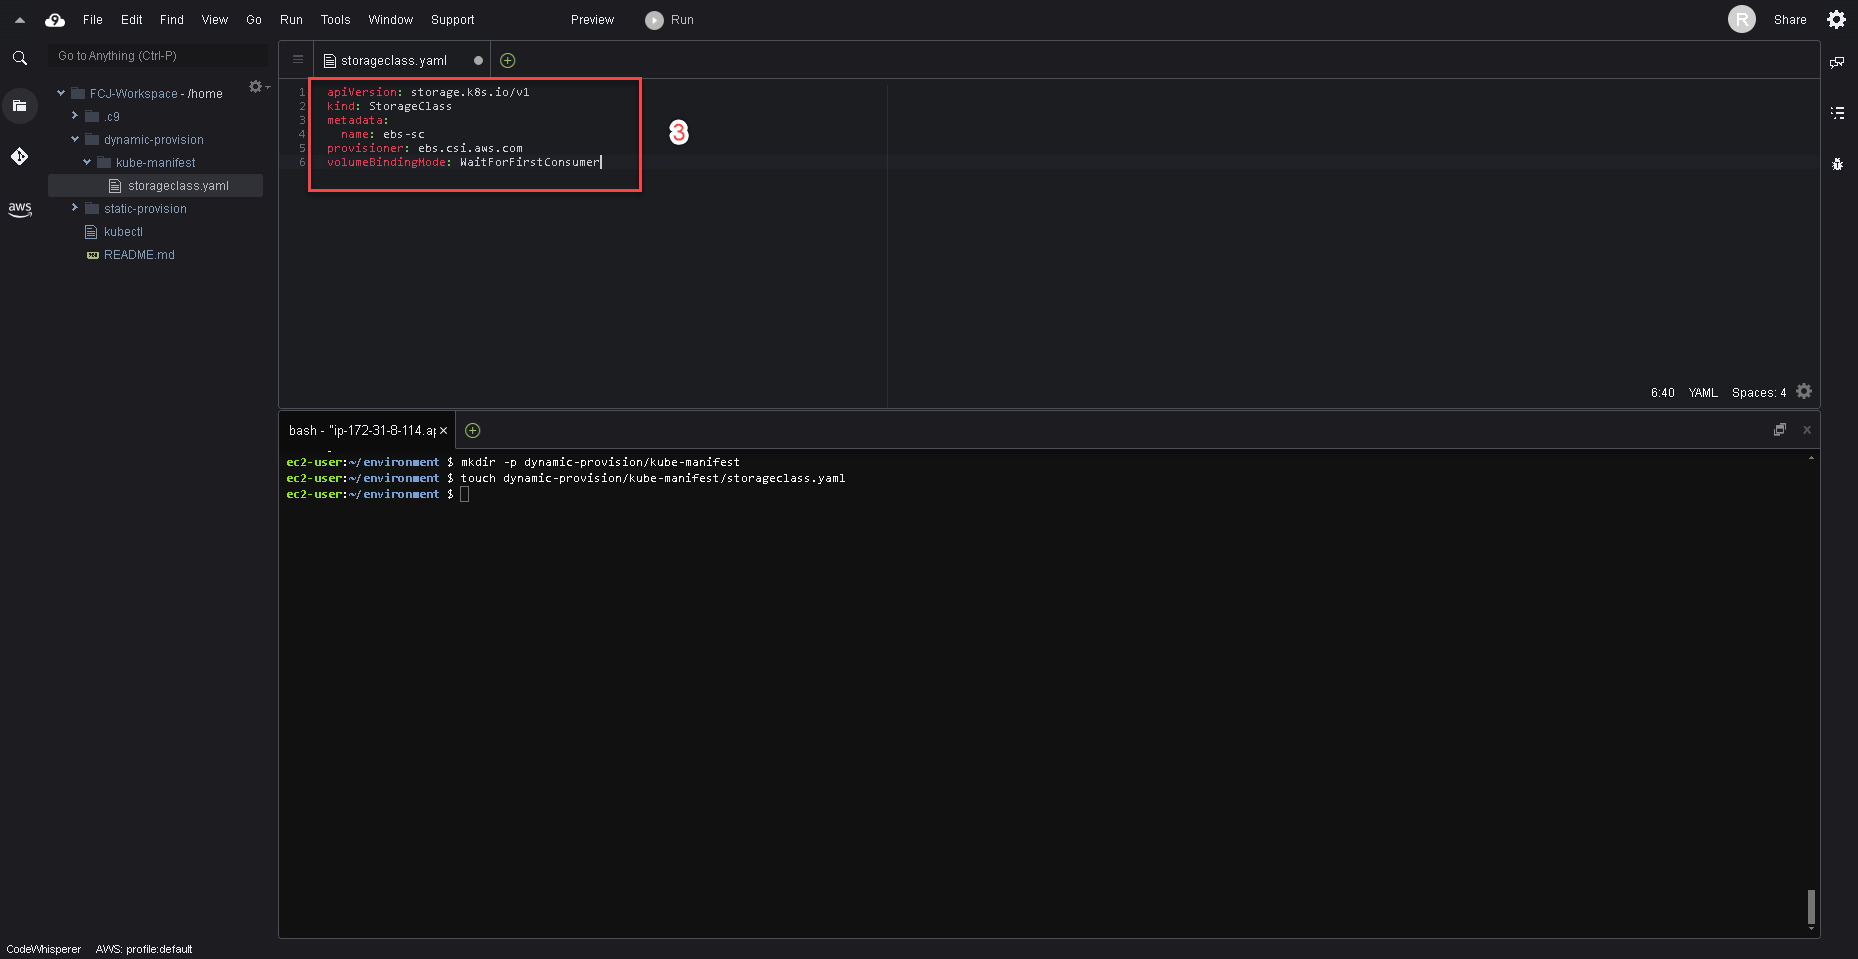 File Edit Find View Go Run Tools Window Support Preview Run R Share
Go to Anything (Ctrl-P)
FCJ-Workspace - /home
.c9
dynamic-provision
kube-manifest
storageclass.yaml
static-provision
kubectl
README.md
aws
storageclass.yaml
1 apiVersion: storage.k8s.io/v1
2 kind: StorageClass
3 metadata:
4 name: ebs-sc
5 provisioner: ebs.csi.aws.com
6 volumeBindingMode: WaitForFirstConsumer
3
6:40 YAML Spaces: 4
bash - "ip-172-31-8-114.ap
ec2-user:~/environment $ mkdir -p dynamic-provision/kube-manifest
ec2-user:~/environment $ touch dynamic-provision/kube-manifest/storageclass.yaml
ec2-user:~/environment $
CodeWhisperer AWS: profile:default